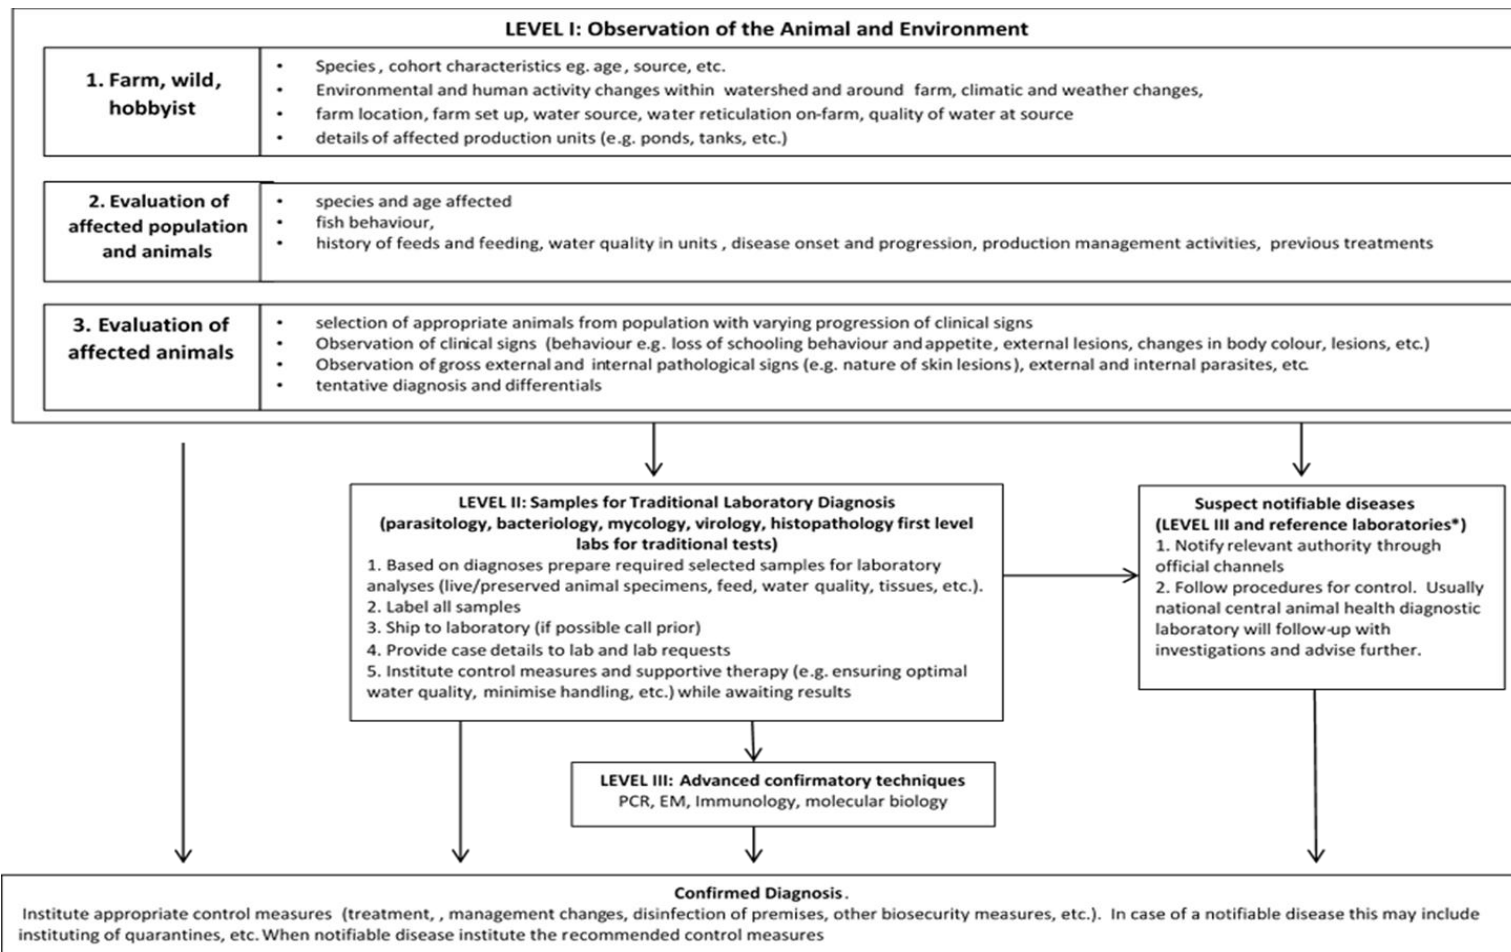 LEVEL I: Observation of the Animal and Environment
1. Farm, wild,
hobbyist
• Species , cohort characteristics eg. age , source, etc.
• Environmental and human activity changes within watershed and around farm, climatic and weather changes,
• farm location, farm set up, water source, water reticulation on-farm, quality of water at source
• details of affected production units (e.g. ponds, tanks, etc.)
2. Evaluation of
affected population
and animals
• species and age affected
• fish behaviour,
• history of feeds and feeding, water quality in units , disease onset and progression, production management activities, previous treatments
3. Evaluation of
affected animals
• selection of appropriate animals from population with varying progression of clinical signs
• Observation of clinical signs (behaviour e.g. loss of schooling behaviour and appetite, external lesions, changes in body colour, lesions, etc.)
• Observation of gross external and internal pathological signs (e.g. nature of skin lesions), external and internal parasites, etc.
• tentative diagnosis and differentials
LEVEL II: Samples for Traditional Laboratory Diagnosis
(parasitology, bacteriology, mycology, virology, histopathology first level
labs for traditional tests)
1. Based on diagnoses prepare required selected samples for laboratory
analyses (live/preserved animal specimens, feed, water quality, tissues, etc.).
2. Label all samples
3. Ship to laboratory (if possible call prior)
4. Provide case details to lab and lab requests
5. Institute control measures and supportive therapy (e.g. ensuring optimal
water quality, minimise handling, etc.) while awaiting results
Suspect notifiable diseases
(LEVEL III and reference laboratories*)
1. Notify relevant authority through
official channels
2. Follow procedures for control. Usually
national central animal health diagnostic
laboratory will follow-up with
investigations and advise further.
LEVEL III: Advanced confirmatory techniques
PCR, EM, Immunology, molecular biology
Confirmed Diagnosis.
Institute appropriate control measures (treatment, , management changes, disinfection of premises, other biosecurity measures, etc.). In case of a notifiable disease this may include
instituting of quarantines, etc. When notifiable disease institute the recommended control measures